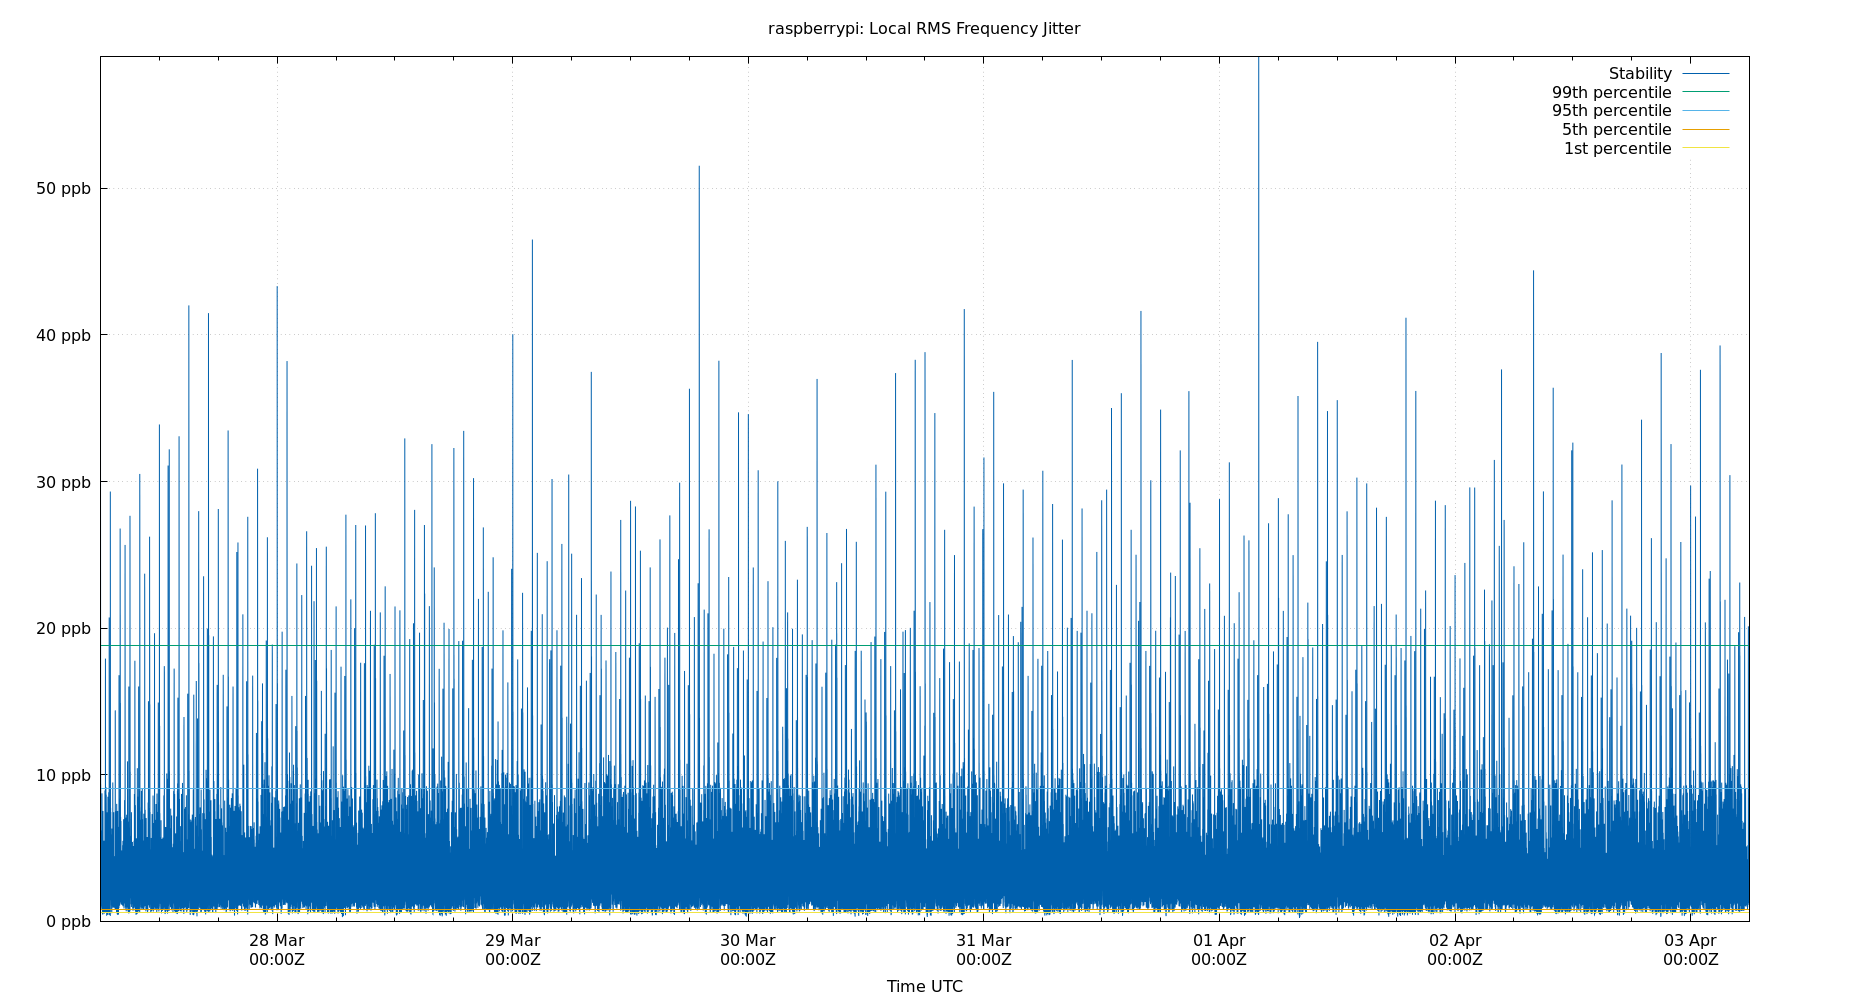 raspberrypi: Local RMS Frequency Jitter
Stability
99th percentile
95th percentile
5th percentile
1st percentile
50 ppb
40 ppb
30 ppb
20 ppb
10 ppb
0 ppb
28 Mar 29 Mar 30 Mar 31 Mar 01 Apr 02 Apr 03 Apr
00:00Z 00:00Z 00:00Z 00:00Z 00:00Z 00:00Z 00:00Z
Time UTC